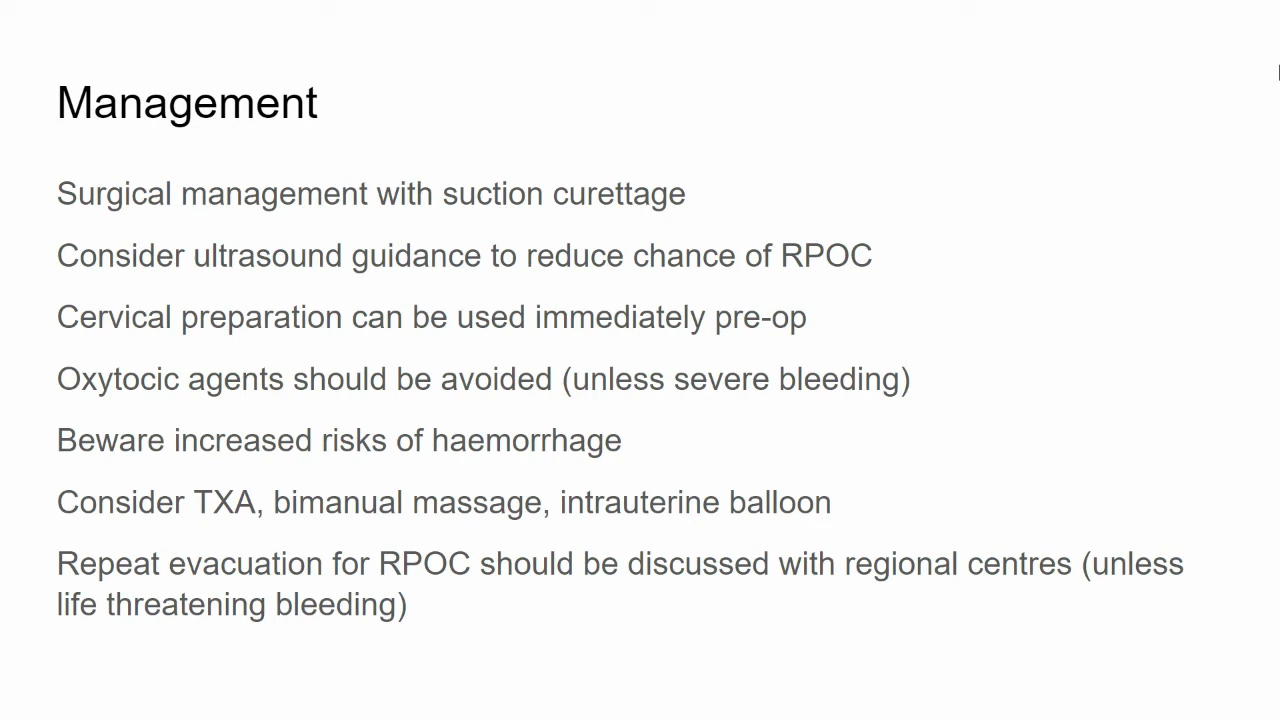 Management
Surgical management with suction curettage
Consider ultrasound guidance to reduce chance of RPOC
Cervical preparation can be used immediately pre-op
Oxytocic agents should be avoided (unless severe bleeding)
Beware increased risks of haemorrhage
Consider TXA, bimanual massage, intrauterine balloon
Repeat evacuation for RPOC should be discussed with regional centres (unless
life threatening bleeding)